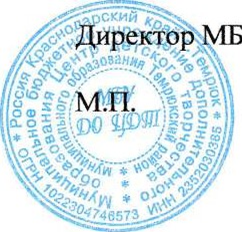 Директор МБ
М.П.
* Россия Краснодарский край г. Темрюк *
Муниципальное бюджетное учреждение дополнительного
образования Центр детского творчества
муниципального образования Темрюкский район
МБУ
ДО ЦДТ
ОГРН 1022304746573 ИНН 2352030385